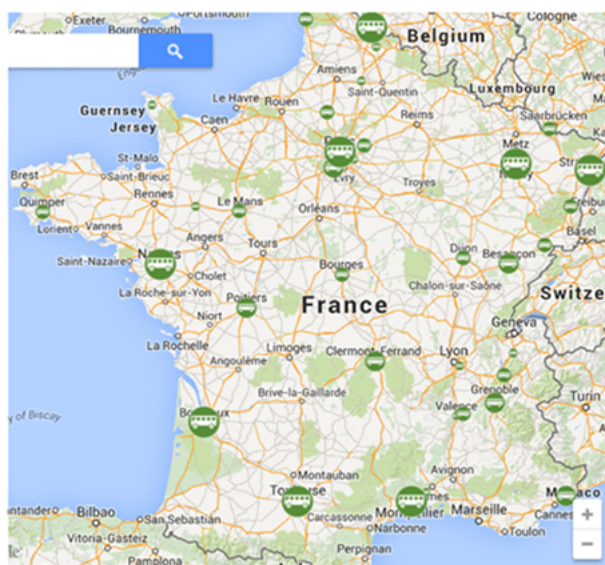 Exeter
Portsmouth
Bournemouth
Cologne
Belgium
Amiens
Saint-Quentin
Luxembourg
Guernsey
Jersey
Le Havre
Rouen
Caen
Reims
Saarbrücken
Metz
St-Malo
Brest
Saint-Brieuc
Evry
Troyes
Quimper
Rennes
Le Mans
Orléans
Lorient
Vannes
Basel
Angers
Tours
Dijon
Besançon
Saint-Nazaire
Cholet
Bourges
La Roche-sur-Yon
Poitiers
France
Chalon-sur-Saône
Switze
Niort
Geneva
La Rochelle
Limoges
Clermont-Ferrand
Lyon
Angoulême
Grenoble
Turin
Brive-la-Gaillarde
Valence
y of Biscay
Montauban
Avignon
Bilbao
San Sebastian
Carcassonne
Narbonne
Marseille
Cannes
Toulon
Vitoria-Gasteiz
Pamplona
Perpignan
+
−